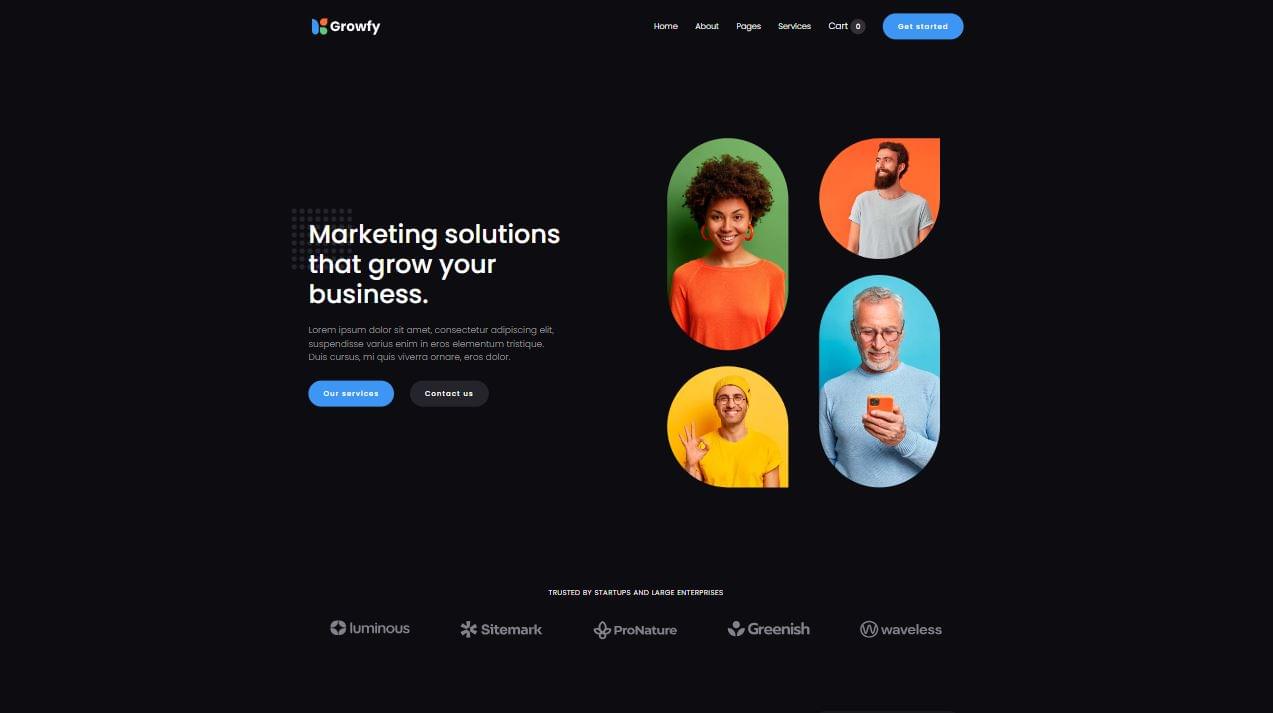 Growfy
Home About Pages Services Cart 0 Get started
Marketing solutions
that grow your
business.
Lorem ipsum dolor sit amet, consectetur adipiscing elit,
suspendisse varius enim in eros elementum tristique.
Duis cursus, mi quis viverra ornare, eros dolor.
Our services Contact us
TRUSTED BY STARTUPS AND LARGE ENTERPRISES
luminous Sitemark ProNature Greenish waveless